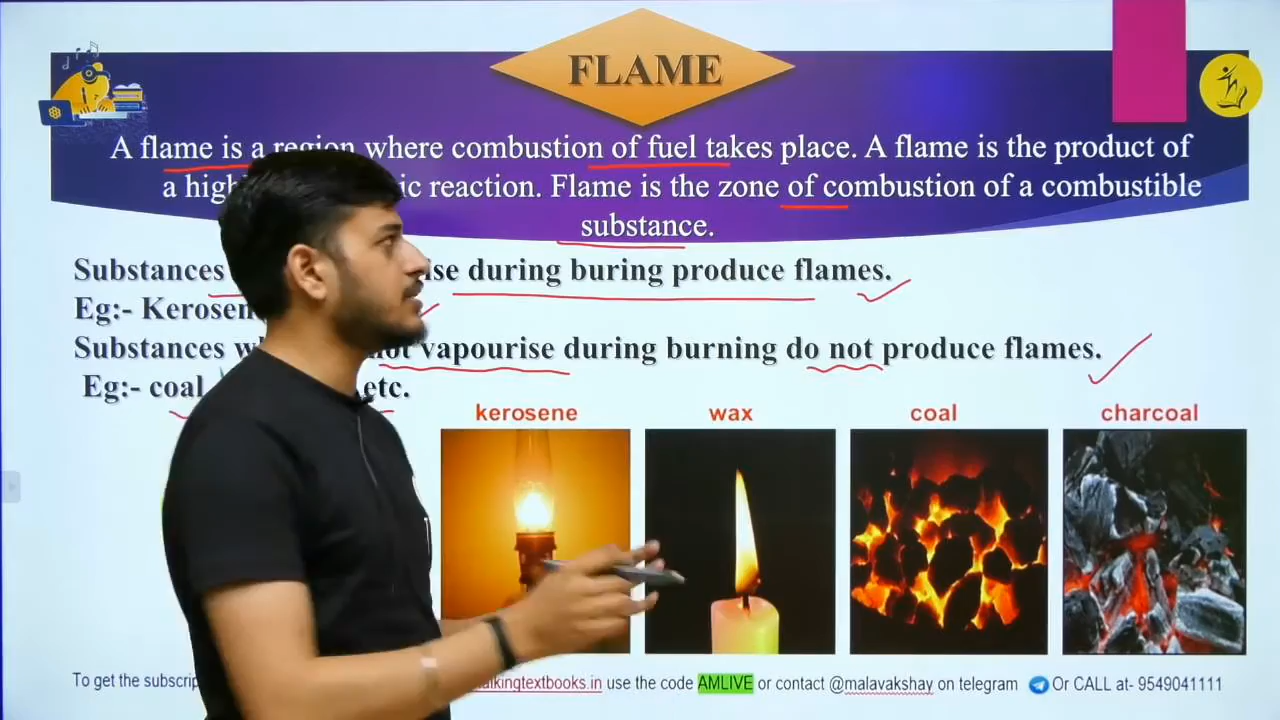 FLAME
A flame is a region where combustion of fuel takes place. A flame is the product of
a high ic reaction. Flame is the zone of combustion of a combustible
substance.
Substances ise during buring produce flames.
Eg:- Kerosen
Substances w not vapourise during burning do not produce flames.
Eg:- coal etc.
kerosene wax coal charcoal
To get the subscrip alkingtextbooks.in use the code AMLIVE or contact @malavakshay on telegram Or CALL at- 9549041111